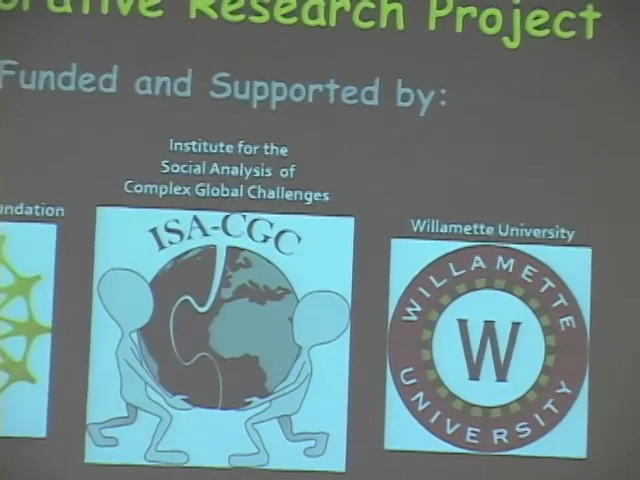 orative Research Project
Funded and Supported by:
Institute for the
Social Analysis of
Complex Global Challenges
undation
Willamette University
ISA-CGC
WILLAMETTE
W
UNIVERSITY